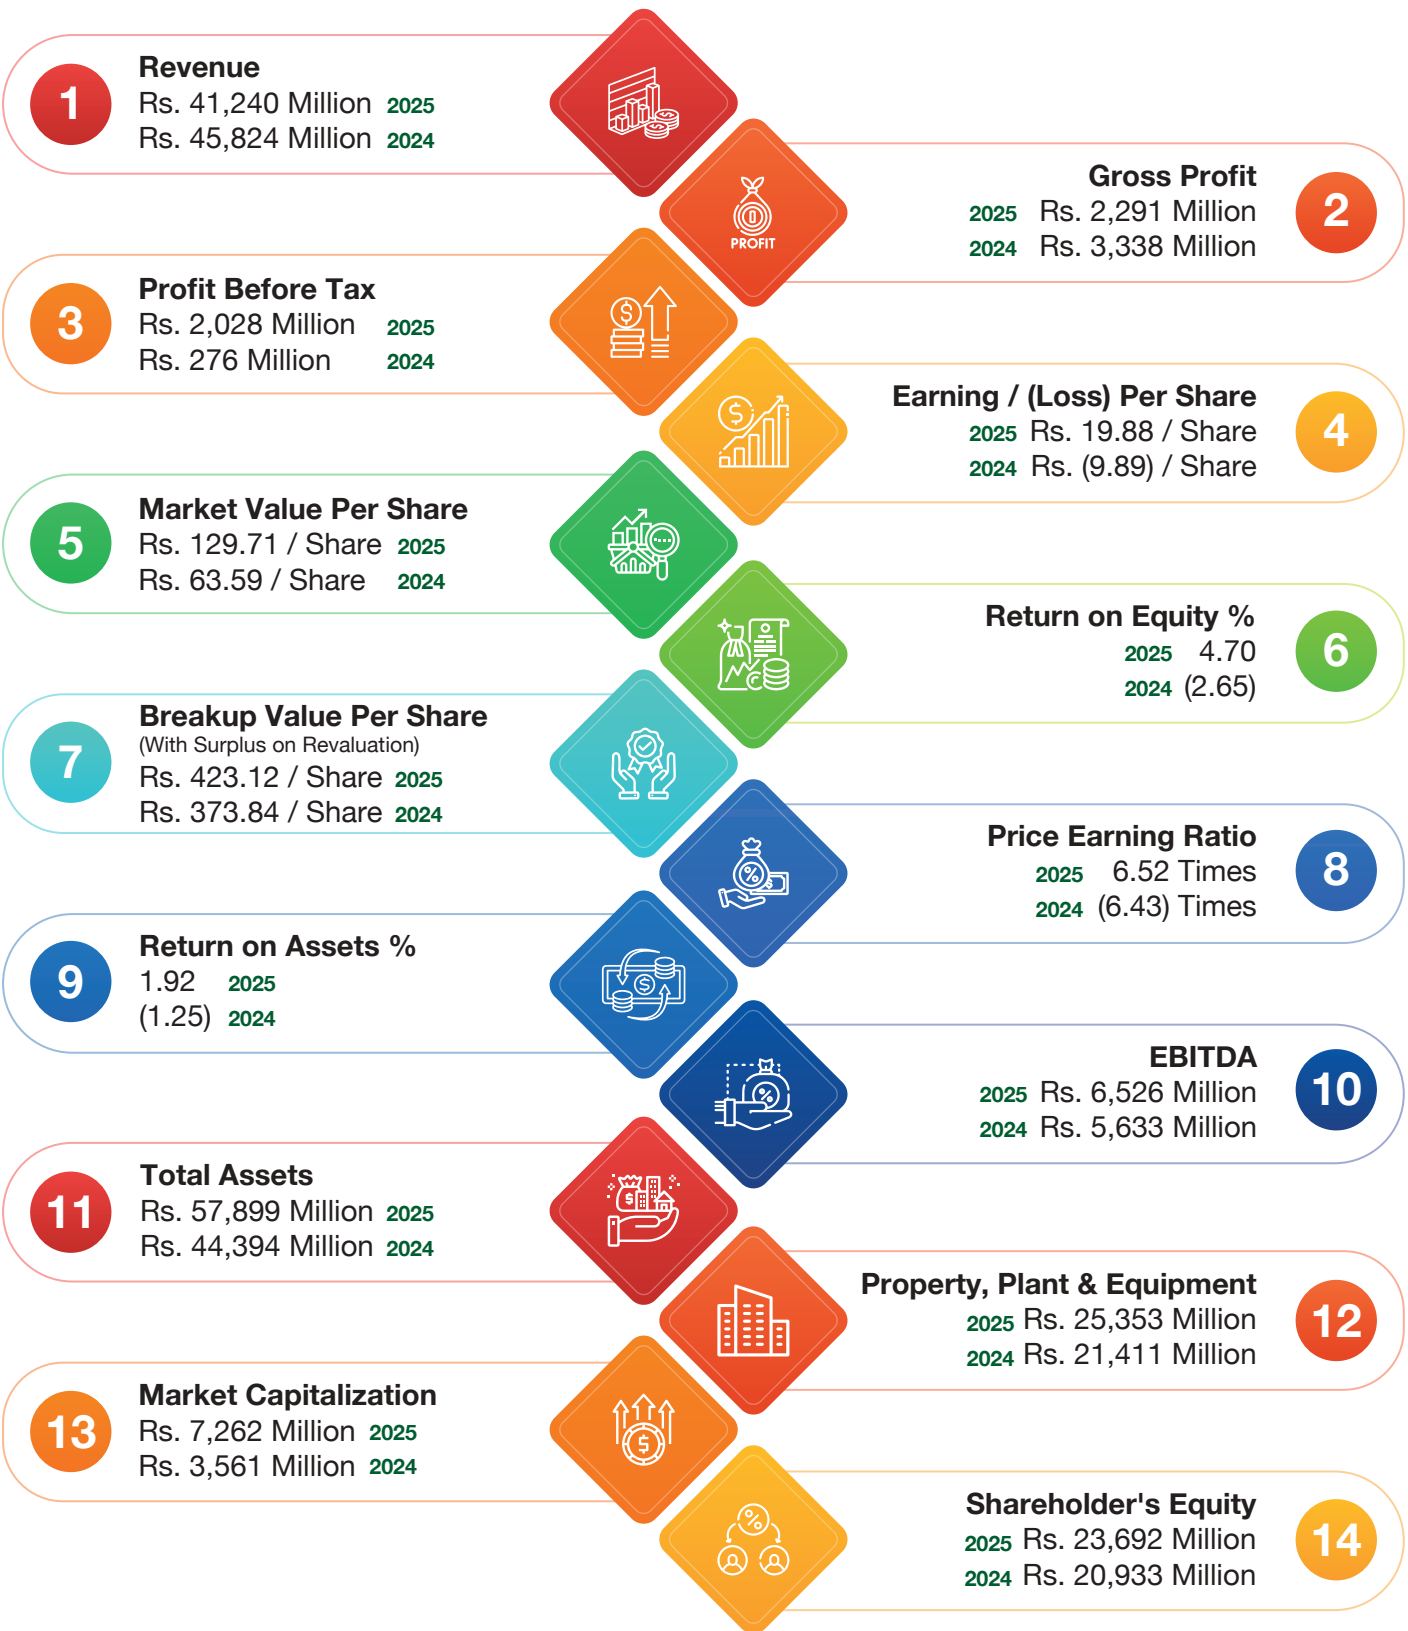 1
Revenue
Rs. 41,240 Million 2025
Rs. 45,824 Million 2024
PROFIT
2
Gross Profit
2025 Rs. 2,291 Million
2024 Rs. 3,338 Million
3
Profit Before Tax
Rs. 2,028 Million 2025
Rs. 276 Million 2024
4
Earning / (Loss) Per Share
2025 Rs. 19.88 / Share
2024 Rs. (9.89) / Share
5
Market Value Per Share
Rs. 129.71 / Share 2025
Rs. 63.59 / Share 2024
6
Return on Equity %
2025 4.70
2024 (2.65)
7
Breakup Value Per Share
(With Surplus on Revaluation)
Rs. 423.12 / Share 2025
Rs. 373.84 / Share 2024
8
Price Earning Ratio
2025 6.52 Times
2024 (6.43) Times
9
Return on Assets %
1.92 2025
(1.25) 2024
10
EBITDA
2025 Rs. 6,526 Million
2024 Rs. 5,633 Million
11
Total Assets
Rs. 57,899 Million 2025
Rs. 44,394 Million 2024
12
Property, Plant & Equipment
2025 Rs. 25,353 Million
2024 Rs. 21,411 Million
13
Market Capitalization
Rs. 7,262 Million 2025
Rs. 3,561 Million 2024
14
Shareholder's Equity
2025 Rs. 23,692 Million
2024 Rs. 20,933 Million